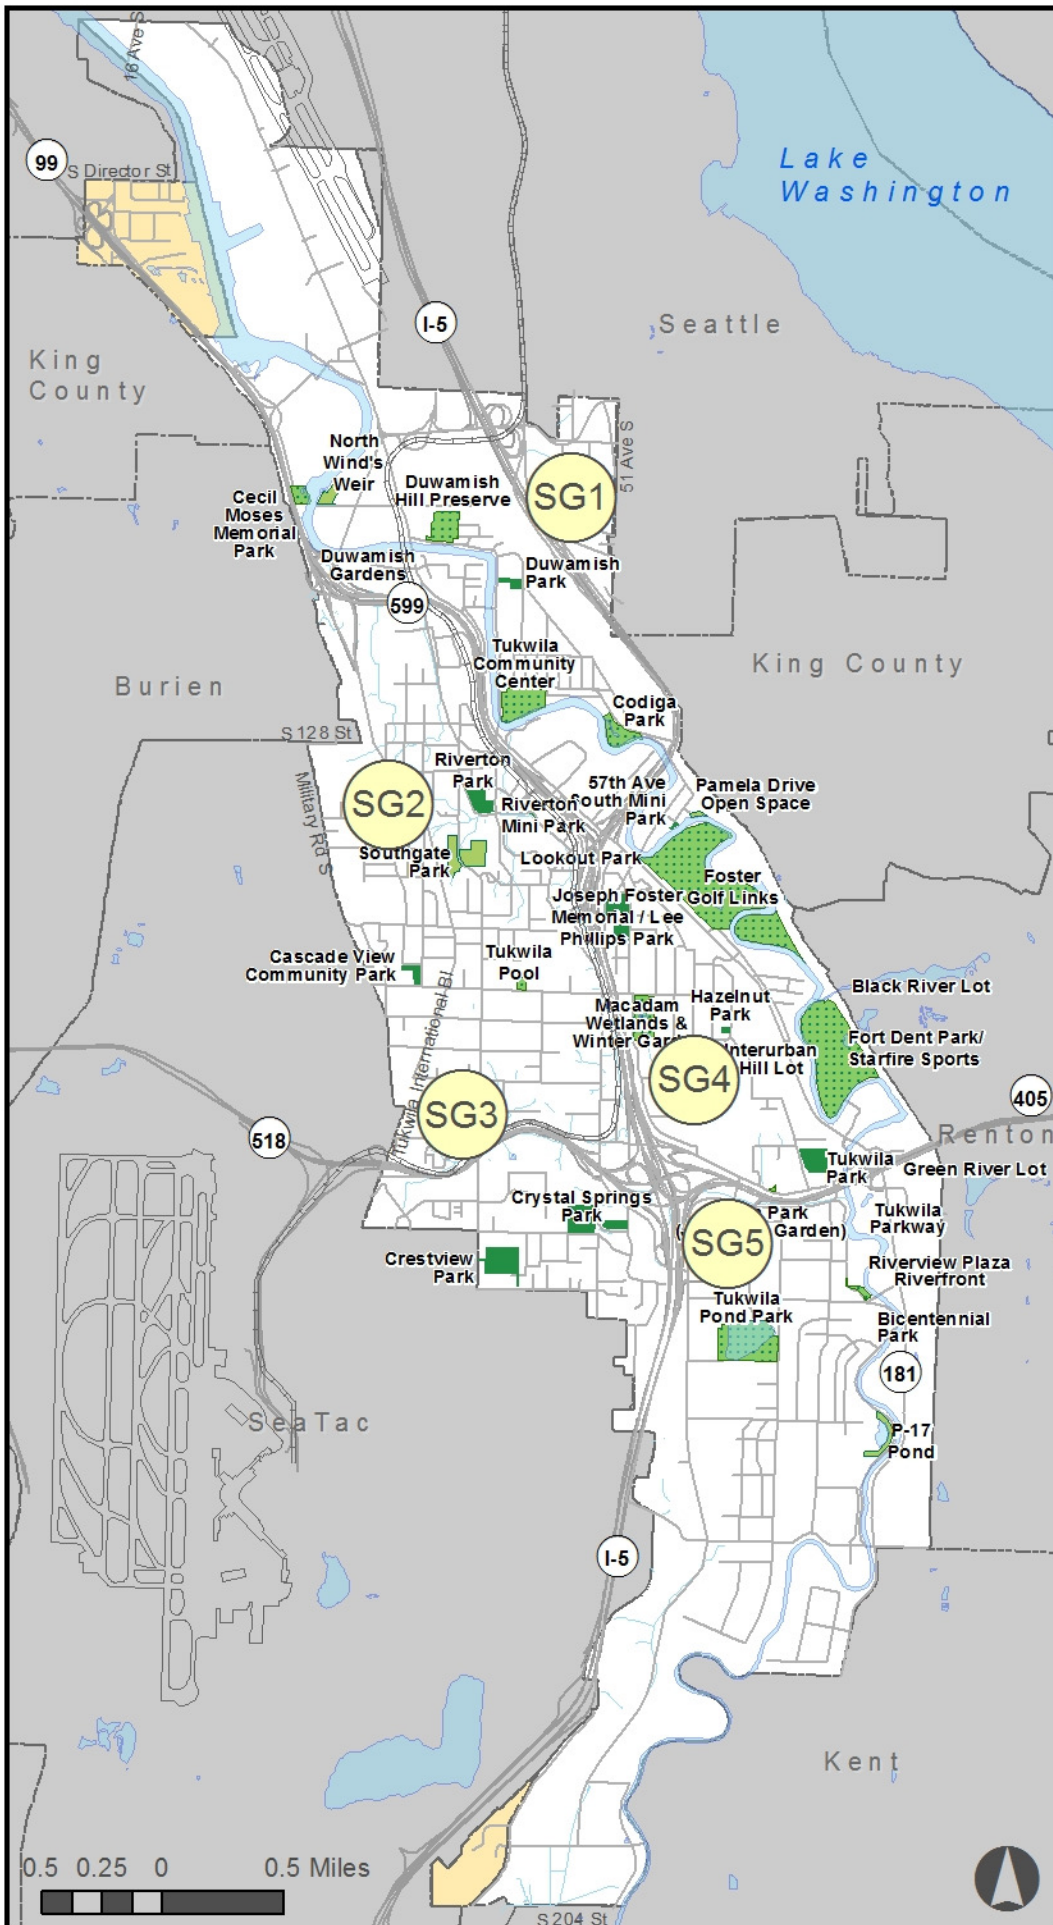 16 Ave S
99
S Director St
Lake
Washington
I-5
Seattle
King
County
51 Ave S
North
Wind's
Weir
Duwamish
Hill Preserve
SG1
Cecil
Moses
Memorial
Park
Duwamish
Gardens
Duwamish
Park
599
Tukwila
Community
Center
King County
Burien
Codiga
Park
S 128 St
Military Rd S
Riverton
Park
57th Ave
South Mini
Park
Pamela Drive
Open Space
SG2
Riverton
Mini Park
Southgate
Park
Lookout Park
Foster
Golf Links
Joseph Foster
Memorial / Lee
Phillips Park
Cascade View
Community Park
Tukwila
Pool
Tukwila International Bl
Black River Lot
Macadam
Wetlands &
Winter Gard
Hazelnut
Park
Fort Dent Park/
Starfire Sports
Interurban
Hill Lot
SG4
SG3
405
518
Renton
Tukwila
Park
Green River Lot
Crystal Springs
Park
Park
(
Garden)
SG5
Tukwila
Parkway
Crestview
Park
Riverview Plaza
Riverfront
Tukwila
Pond Park
Bicentennial
Park
181
SeaTac
P-17
Pond
I-5
Kent
0.5 0.25 0 0.5 Miles
S 204 St